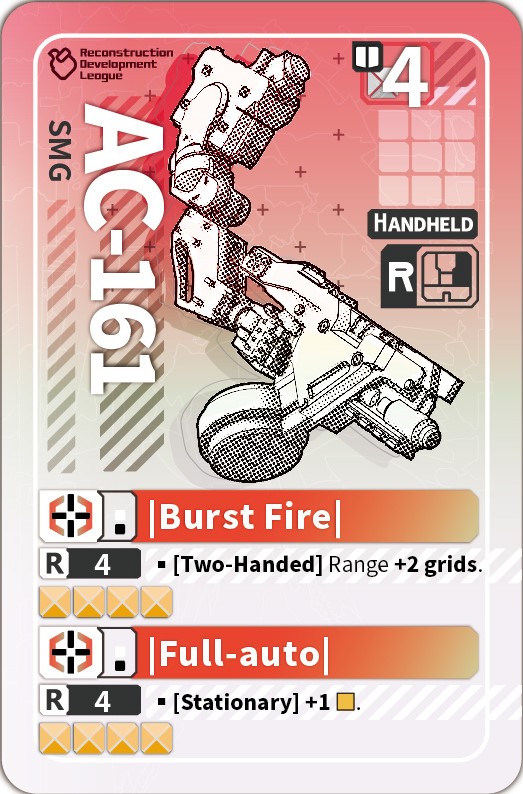 Reconstruction
Development
League
4
SMG
AC-161
HANDHELD
R
|Burst Fire|
R 4
▪ [Two-Handed] Range +2 grids.
|Full-auto|
R 4
▪ [Stationary] +1 .